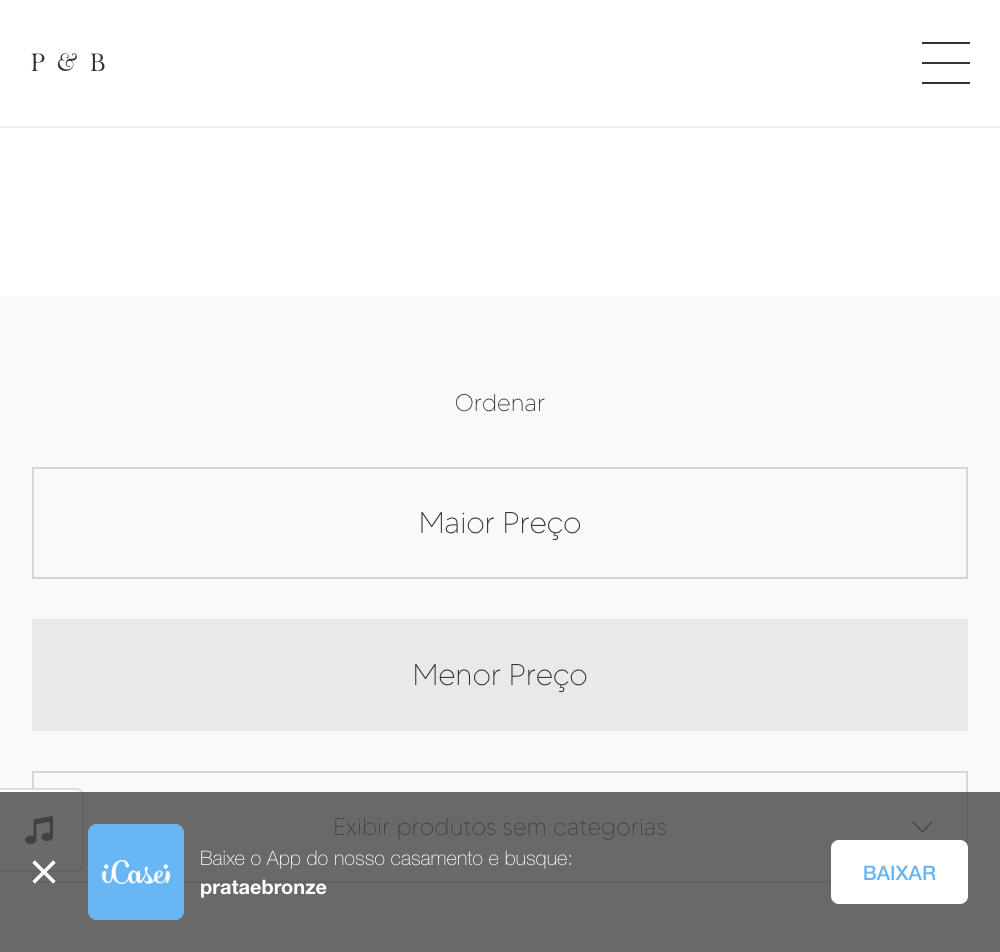 P & B
Ordenar
Maior Preço
Menor Preço
Exibir produtos sem categorias
iCasei
Baixe o App do nosso casamento e busque:
prataebronze
BAIXAR